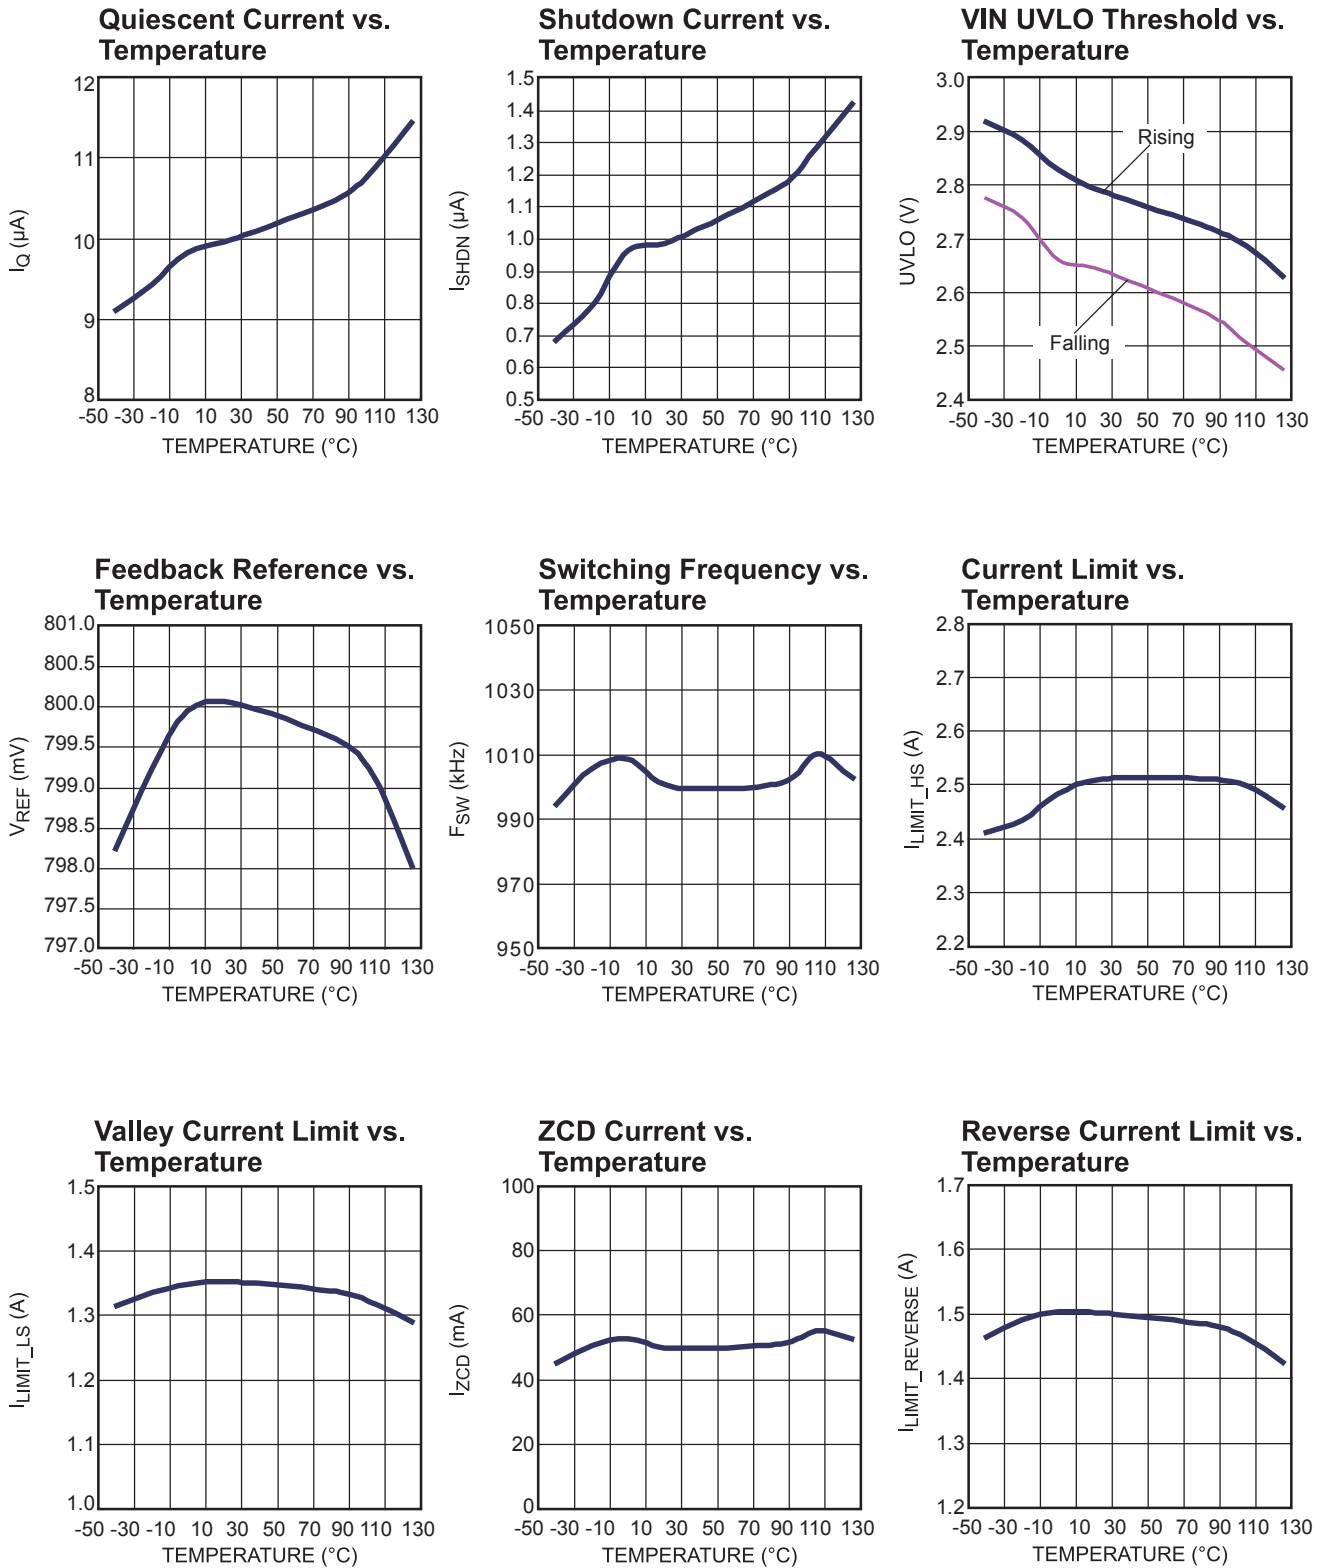 Quiescent Current vs.
Temperature
12
11
10
9
8
I_Q (µA)
-50 -30 -10 10 30 50 70 90 110 130
TEMPERATURE (°C)
Shutdown Current vs.
Temperature
1.5
1.4
1.3
1.2
1.1
1.0
0.9
0.8
0.7
0.6
0.5
I_SHDN (µA)
-50 -30 -10 10 30 50 70 90 110 130
TEMPERATURE (°C)
VIN UVLO Threshold vs.
Temperature
3.0
2.9
2.8
2.7
2.6
2.5
2.4
UVLO (V)
Rising
Falling
-50 -30 -10 10 30 50 70 90 110 130
TEMPERATURE (°C)
Feedback Reference vs.
Temperature
801.0
800.5
800.0
799.5
799.0
798.5
798.0
797.5
797.0
V_REF (mV)
-50 -30 -10 10 30 50 70 90 110 130
TEMPERATURE (°C)
Switching Frequency vs.
Temperature
1050
1030
1010
990
970
950
F_SW (kHz)
-50 -30 -10 10 30 50 70 90 110 130
TEMPERATURE (°C)
Current Limit vs.
Temperature
2.8
2.7
2.6
2.5
2.4
2.3
2.2
I_LIMIT_HS (A)
-50 -30 -10 10 30 50 70 90 110 130
TEMPERATURE (°C)
Valley Current Limit vs.
Temperature
1.5
1.4
1.3
1.2
1.1
1.0
I_LIMIT_LS (A)
-50 -30 -10 10 30 50 70 90 110 130
TEMPERATURE (°C)
ZCD Current vs.
Temperature
100
80
60
40
20
0
I_ZCD (mA)
-50 -30 -10 10 30 50 70 90 110 130
TEMPERATURE (°C)
Reverse Current Limit vs.
Temperature
1.7
1.6
1.5
1.4
1.3
1.2
I_LIMIT_REVERSE (A)
-50 -30 -10 10 30 50 70 90 110 130
TEMPERATURE (°C)